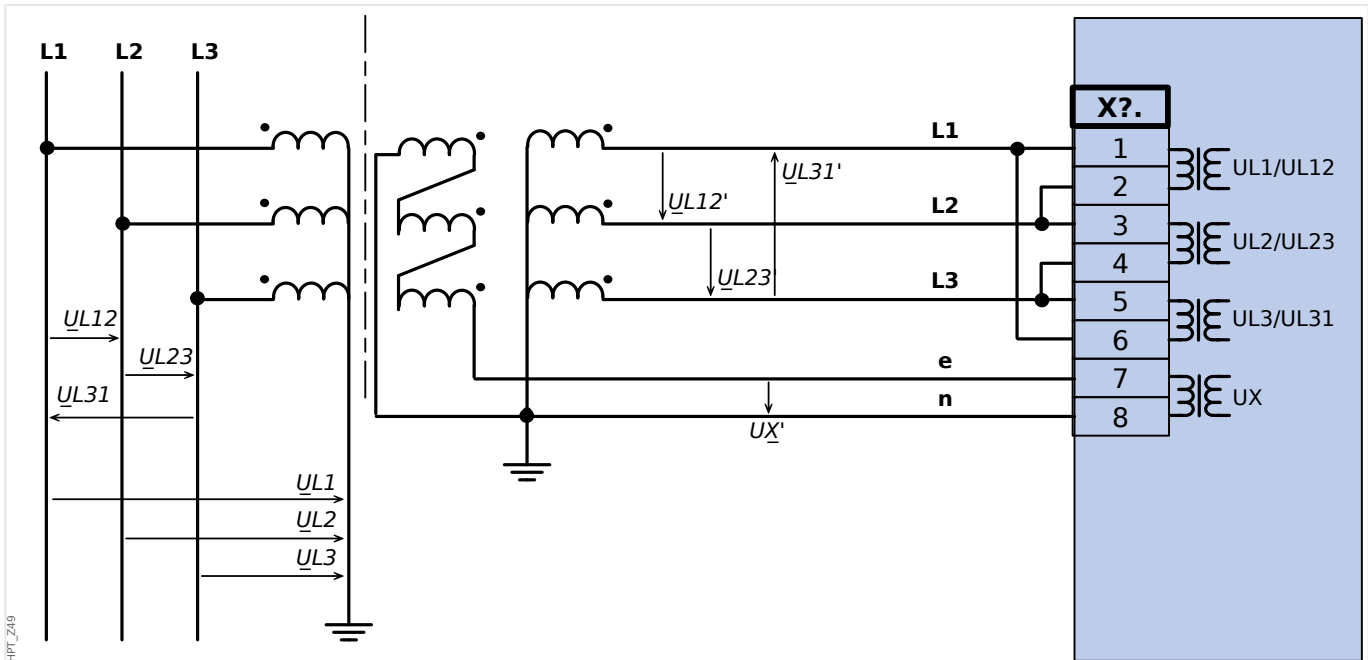 L1 L2 L3
X?.
L1
1
UL31'
UL1/UL12
2
UL12'
L2
3
UL2/UL23
UL23'
4
L3
5
UL3/UL31
UL12
6
UL23
e
7
UL31
n
UX
8
UX'
UL1
UL2
UL3
HPT_Z49